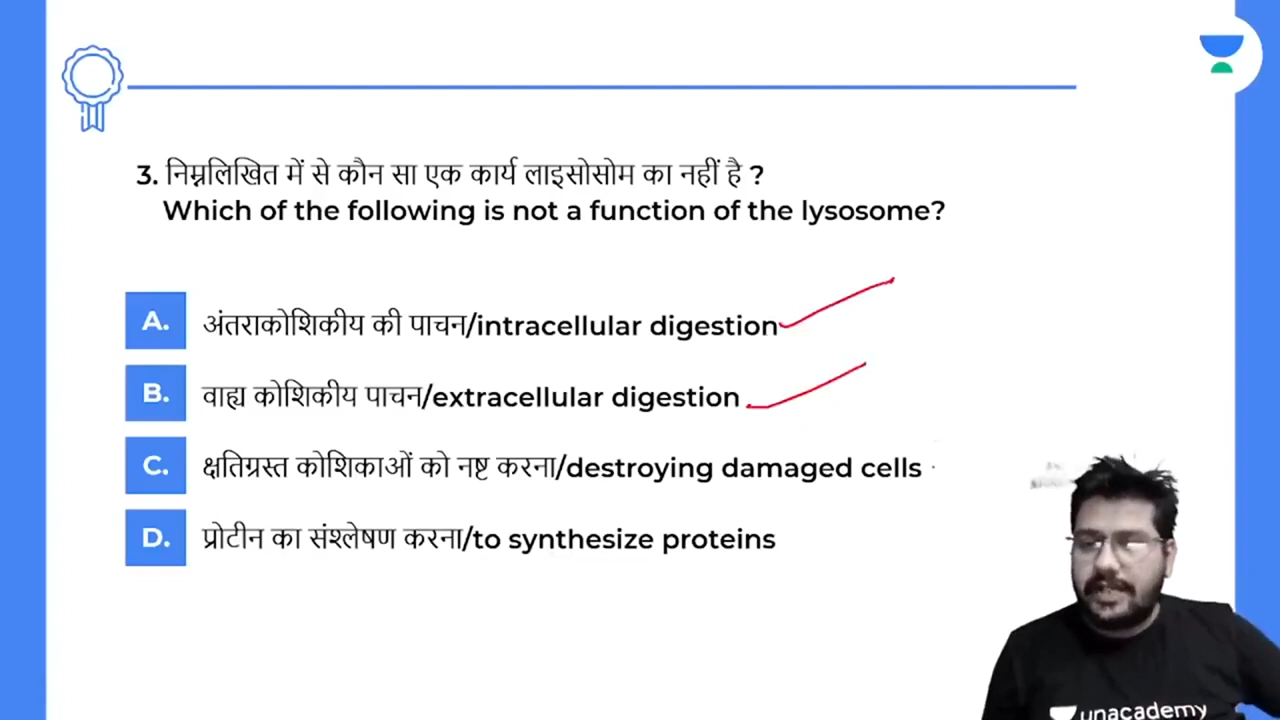 3. निम्नलिखित में से कौन सा एक कार्य लाइसोसोम का नहीं है ?
Which of the following is not a function of the lysosome?
A. अंतराकोशिकीय की पाचन/intracellular digestion
B. वाह्य कोशिकीय पाचन/extracellular digestion
C. क्षतिग्रस्त कोशिकाओं को नष्ट करना/destroying damaged cells
D. प्रोटीन का संश्लेषण करना/to synthesize proteins
unacademy